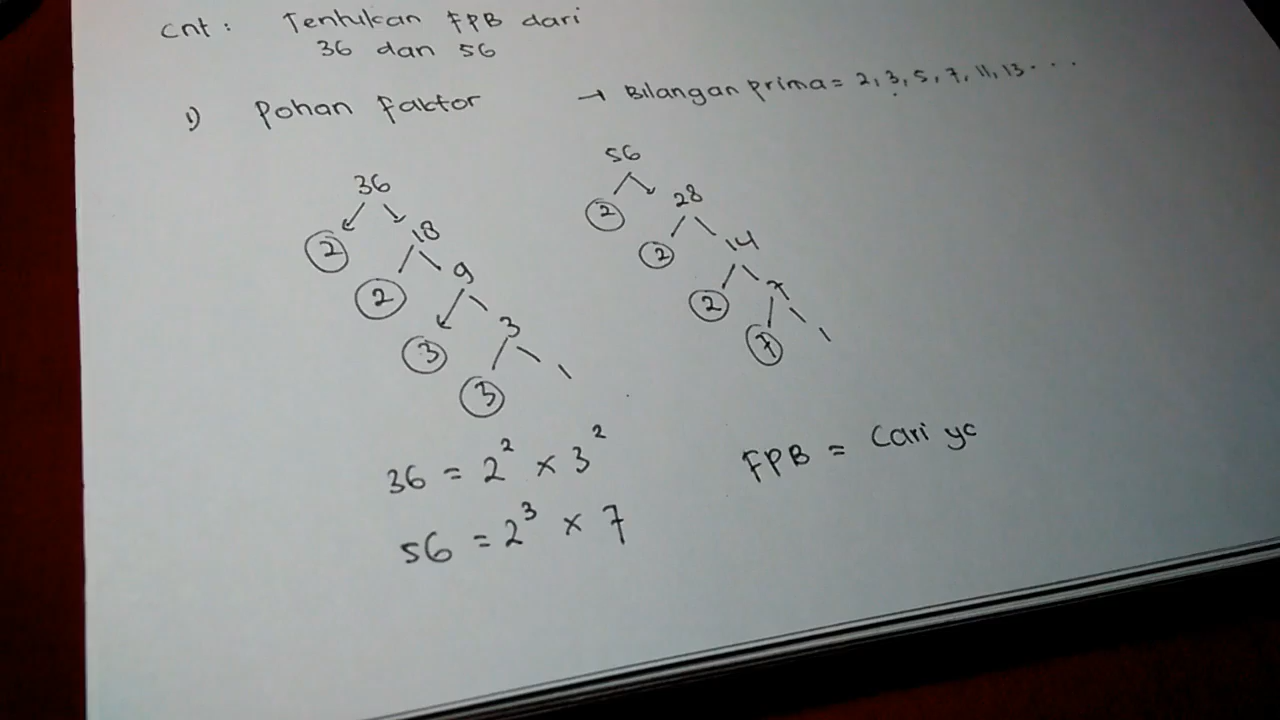 Cnt : Tentukan FPB dari
36 dan 56
1) Pohan Faktor → Bilangan prima = 2, 3, 5, 7, 11, 13 . . .
36
2 18
2 9
3 3
3 1
56
2 28
2 14
2 7
7 1
36 = 2² × 3²
56 = 2³ × 7
FPB = Cari ya